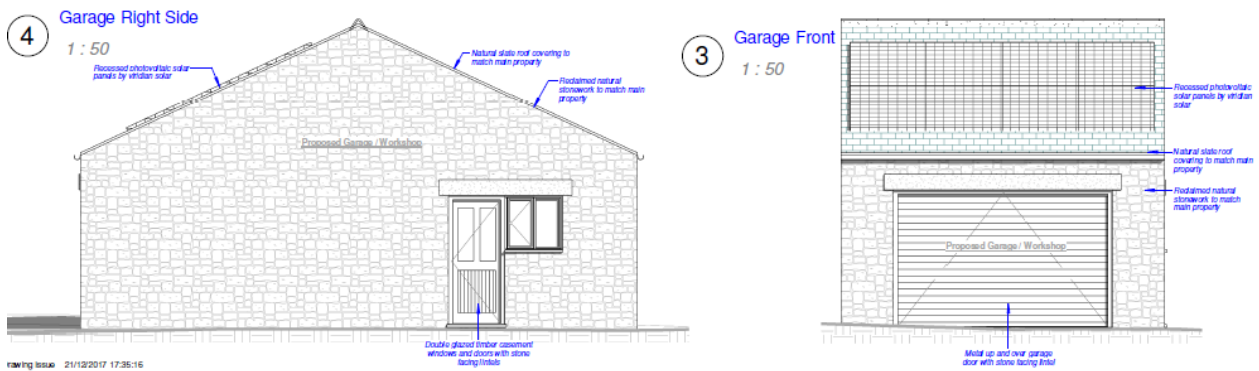 4
Garage Right Side
1 : 50
Recessed photovoltaic solar
panels by viridian solar
Natural slate roof covering to
match main property
Reclaimed natural
stonework to match main
property
Proposed Garage / Workshop
Double glazed timber casement
windows and doors with stone
facing lintels
rawing Issue 21/12/2017 17:35:16
3
Garage Front
1 : 50
Recessed photovoltaic
solar panels by viridian
solar
Natural slate roof
covering to match main
property
Reclaimed natural
stonework to match
main property
Proposed Garage / Workshop
Metal up and over garage
door with stone facing lintel